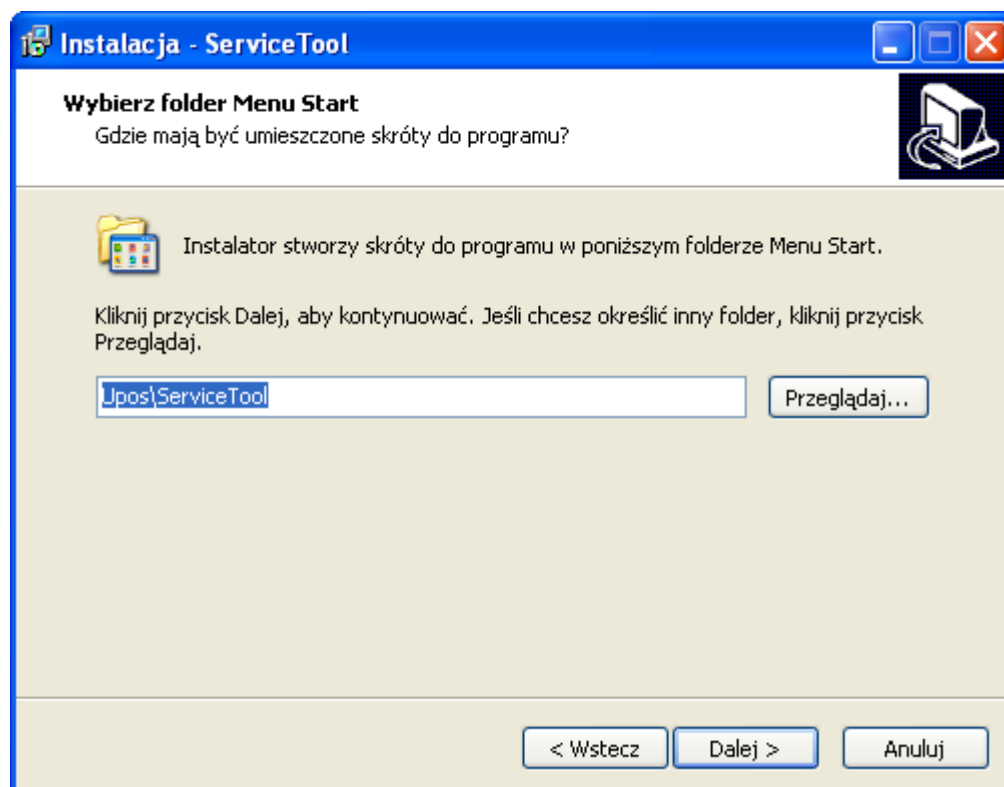 Instalacja - ServiceTool
Wybierz folder Menu Start
Gdzie mają być umieszczone skróty do programu?
Instalator stworzy skróty do programu w poniższym folderze Menu Start.
Kliknij przycisk Dalej, aby kontynuować. Jeśli chcesz określić inny folder, kliknij przycisk
Przeglądaj.
Upos\ServiceTool
Przeglądaj...
< Wstecz
Dalej >
Anuluj